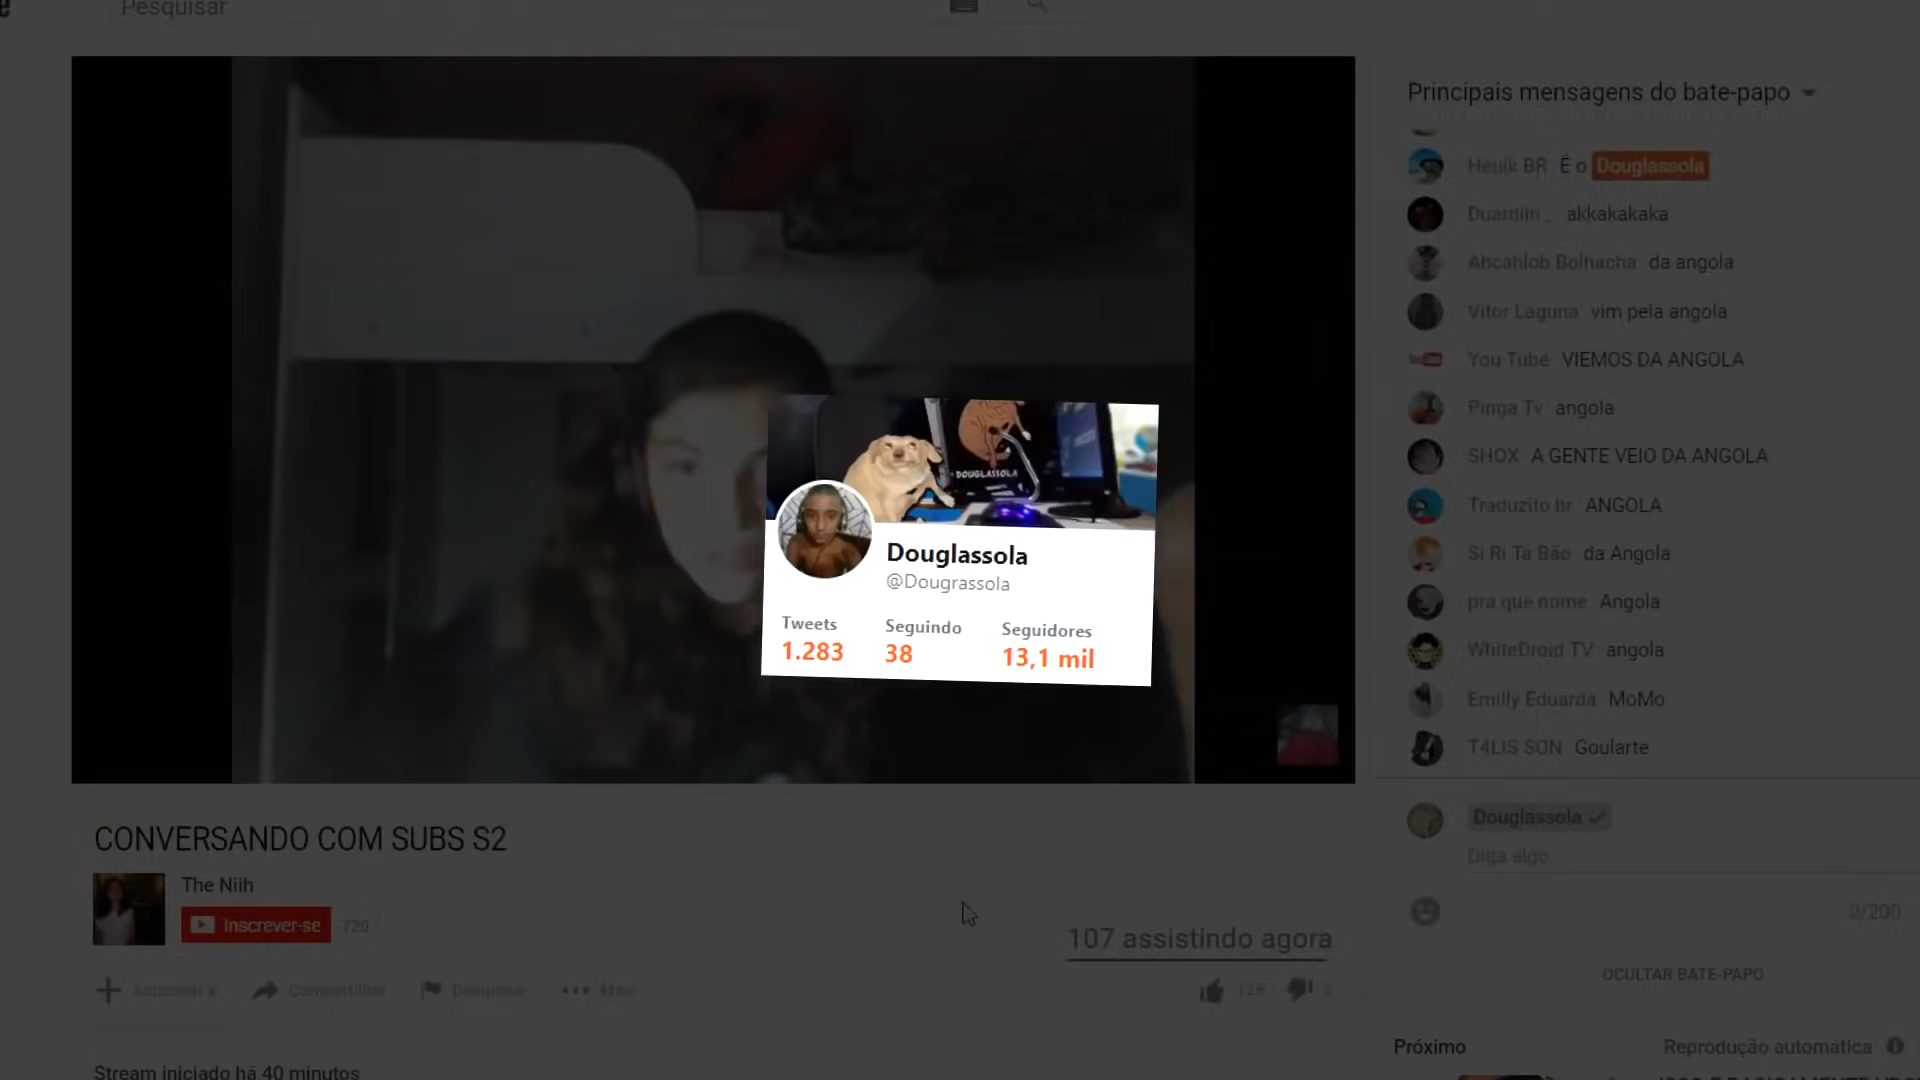 Pesquisar
Principais mensagens do bate-papo
Heulk BR É o Douglassola
Duardiin _ akkakakaka
Ahcahlob Bolhacha da angola
Vitor Laguna vim pela angola
You Tube VIEMOS DA ANGOLA
Pinga Tv angola
SHOX A GENTE VEIO DA ANGOLA
Traduzito br ANGOLA
Si Ri Ta Bão da Angola
pra que nome Angola
WhiteDroid TV angola
Emilly Eduarda MoMo
T4LIS SON Goularte
DOUGLASSOLA
Douglassola
@Dougrassola
Tweets Seguindo Seguidores
1.283 38 13,1 mil
CONVERSANDO COM SUBS S2
The Niih
Inscrever-se 720
107 assistindo agora
Adicionar a Compartilhar Denunciar Mais
Stream iniciado há 40 minutos
Douglassola
Diga algo
0/200
OCULTAR BATE-PAPO
Próximo Reprodução automática